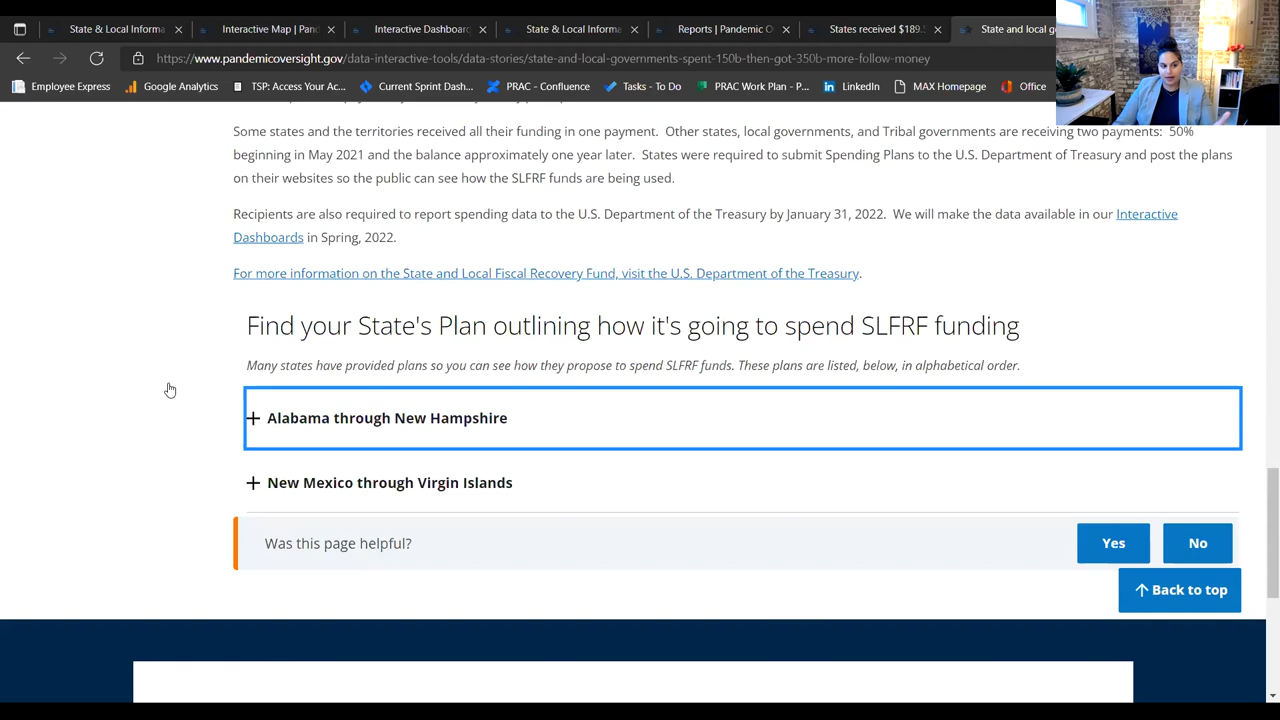 State & Local Informa
Interactive Map | Pand
Interactive Dashboard
State & Local Informa
Reports | Pandemic O
States received $189.
State and local g
https://www.pandemicoversight.gov/data-interactive-tools/data-stories/state-and-local-governments-spent-150b-then-got-350b-more-follow-money
Employee Express
Google Analytics
TSP: Access Your Ac...
Current Sprint Dash...
PRAC - Confluence
Tasks - To Do
PRAC Work Plan - P...
LinkedIn
MAX Homepage
Office
Some states and the territories received all their funding in one payment. Other states, local governments, and Tribal governments are receiving two payments: 50%
beginning in May 2021 and the balance approximately one year later. States were required to submit Spending Plans to the U.S. Department of Treasury and post the plans
on their websites so the public can see how the SLFRF funds are being used.
Recipients are also required to report spending data to the U.S. Department of the Treasury by January 31, 2022. We will make the data available in our Interactive
Dashboards in Spring, 2022.
For more information on the State and Local Fiscal Recovery Fund, visit the U.S. Department of the Treasury.
Find your State's Plan outlining how it's going to spend SLFRF funding
Many states have provided plans so you can see how they propose to spend SLFRF funds. These plans are listed, below, in alphabetical order.
Alabama through New Hampshire
New Mexico through Virgin Islands
Was this page helpful?
Yes
No
Back to top